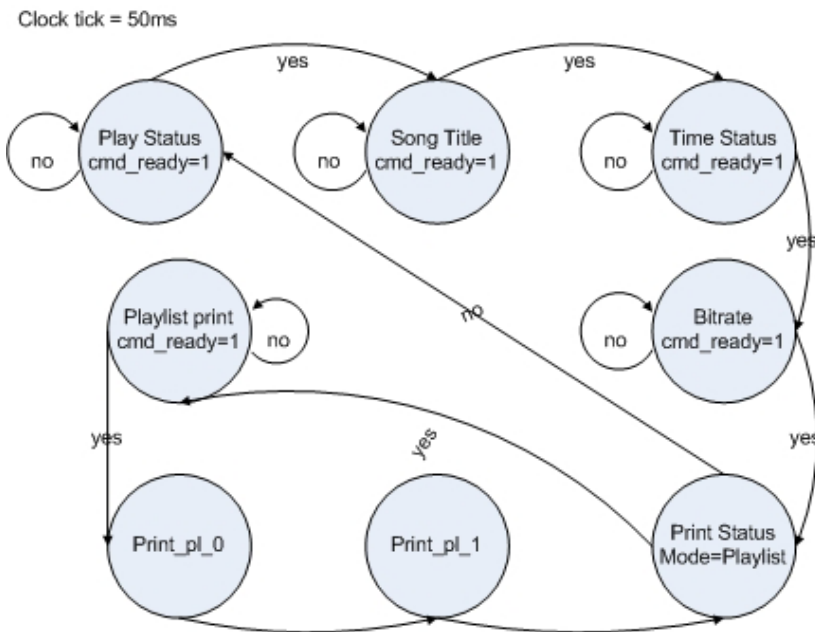 Clock tick = 50ms
yes
yes
no
Play Status
cmd_ready=1
no
Song Title
cmd_ready=1
no
Time Status
cmd_ready=1
yes
Playlist print
cmd_ready=1
no
no
no
Bitrate
cmd_ready=1
yes
yes
yes
Print_pl_0
Print_pl_1
Print Status
Mode=Playlist